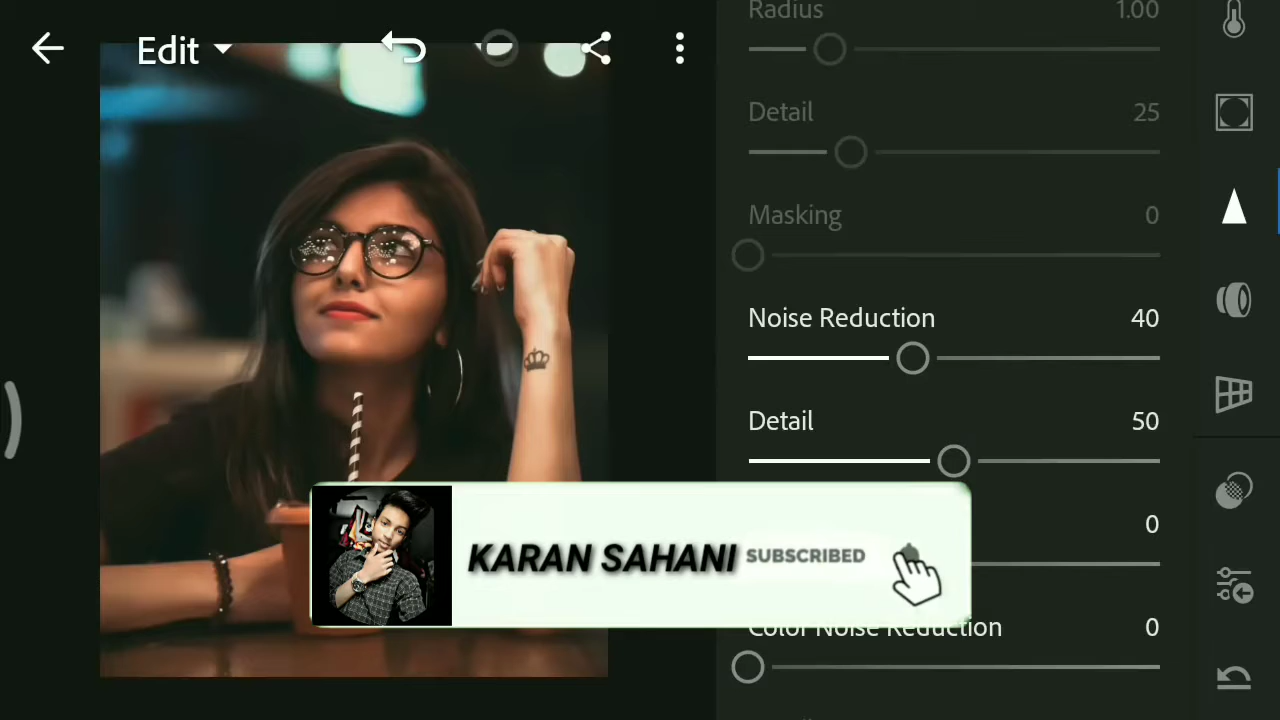 Edit
Radius 1.00
Detail 25
Masking 0
Noise Reduction 40
Detail 50
0
Color Noise Reduction 0
KARAN SAHANI SUBSCRIBED